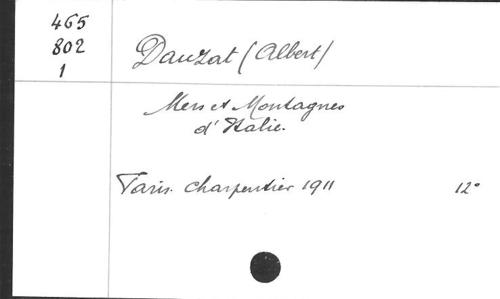 465
802
1
Dauzat (Albert)
Mers et Montagnes
d'Italie.
Paris. Charpentier 1911 12°